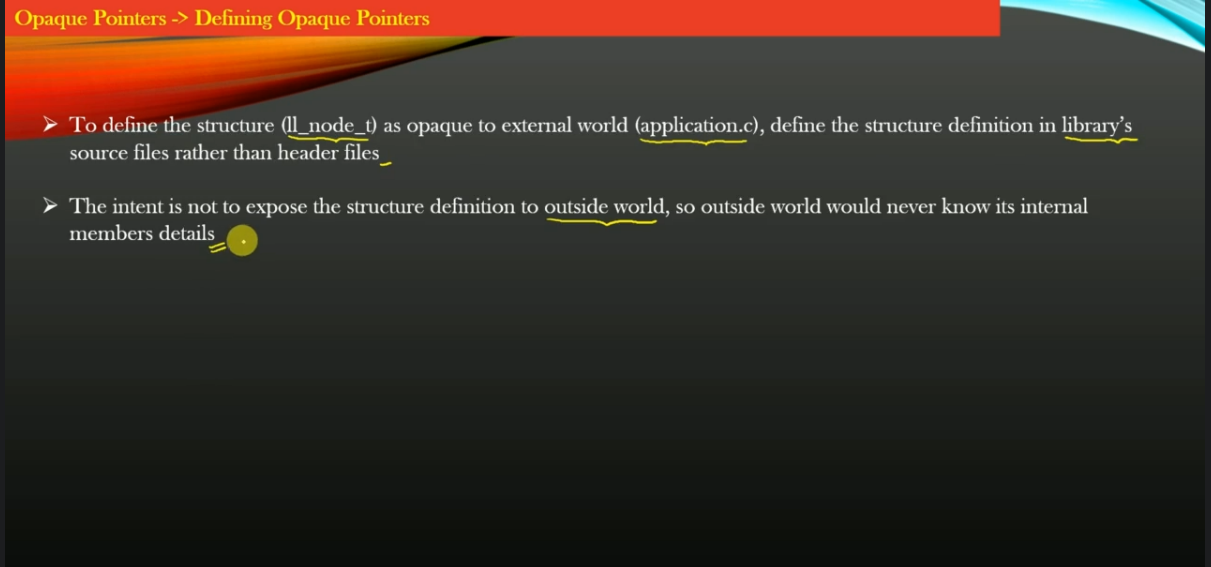 Opaque Pointers -> Defining Opaque Pointers
➤ To define the structure (ll_node_t) as opaque to external world (application.c), define the structure definition in library’s
source files rather than header files
➤ The intent is not to expose the structure definition to outside world, so outside world would never know its internal
members details